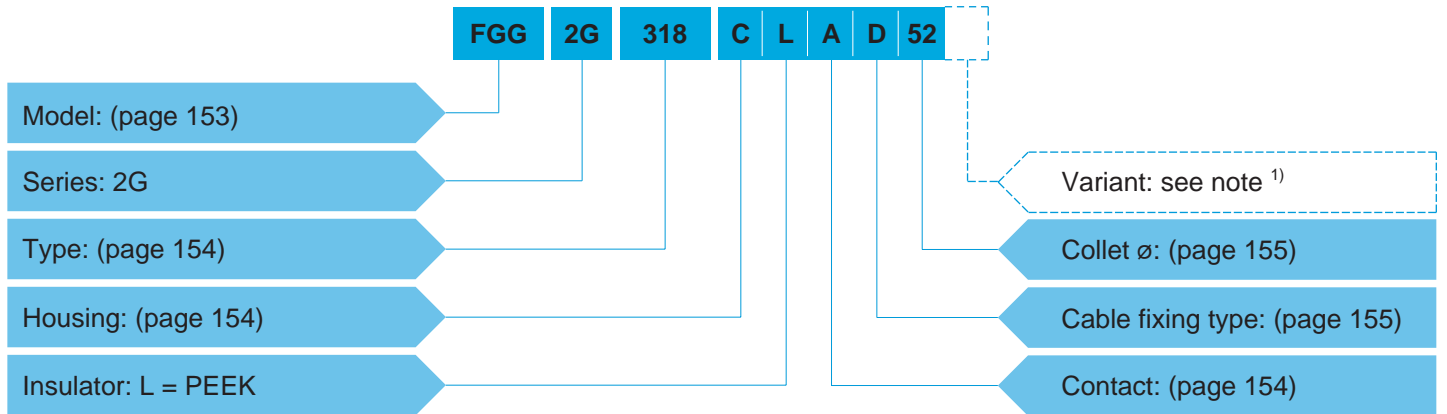 FGG 2G 318 C L A D 52
Model: (page 153)
Series: 2G
Type: (page 154)
Housing: (page 154)
Insulator: L = PEEK
Variant: see note 1)
Collet ø: (page 155)
Cable fixing type: (page 155)
Contact: (page 154)